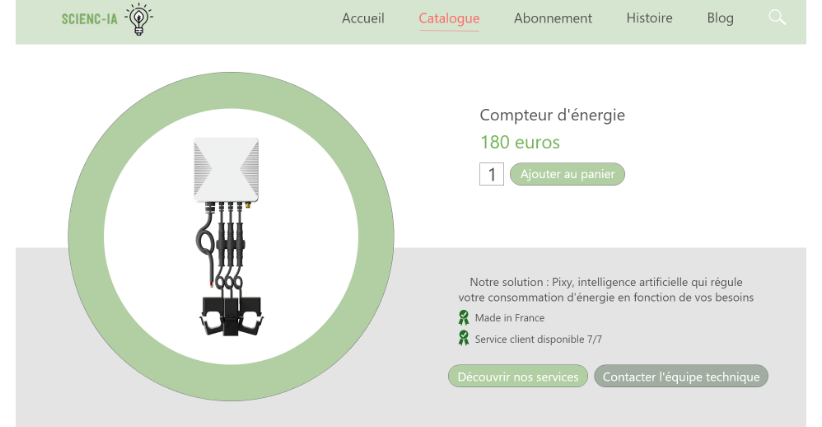 SCIENC-IA
Accueil
Catalogue
Abonnement
Histoire
Blog
Compteur d'énergie
180 euros
1
Ajouter au panier
Notre solution : Pixy, intelligence artificielle qui régule
votre consommation d'énergie en fonction de vos besoins
Made in France
Service client disponible 7/7
Découvrir nos services
Contacter l'équipe technique